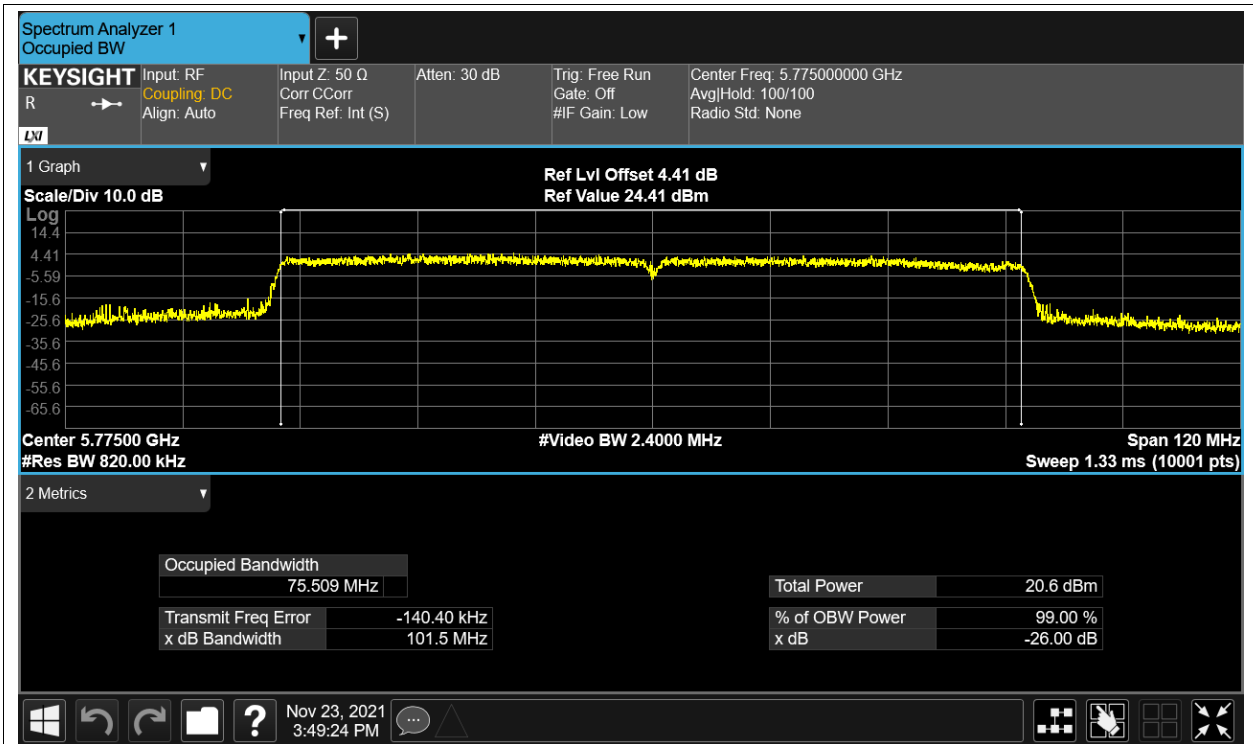 Spectrum Analyzer 1
Occupied BW
KEYSIGHT
R
LXI
Input: RF
Coupling: DC
Align: Auto
Input Z: 50 Ω
Corr CCorr
Freq Ref: Int (S)
Atten: 30 dB
Trig: Free Run
Gate: Off
#IF Gain: Low
Center Freq: 5.775000000 GHz
Avg|Hold: 100/100
Radio Std: None
1 Graph
Scale/Div 10.0 dB
Ref Lvl Offset 4.41 dB
Ref Value 24.41 dBm
Log
14.4
4.41
-5.59
-15.6
-25.6
-35.6
-45.6
-55.6
-65.6
Center 5.77500 GHz
#Res BW 820.00 kHz
#Video BW 2.4000 MHz
Span 120 MHz
Sweep 1.33 ms (10001 pts)
2 Metrics
Occupied Bandwidth
75.509 MHz
Transmit Freq Error -140.40 kHz
x dB Bandwidth 101.5 MHz
Total Power 20.6 dBm
% of OBW Power 99.00 %
x dB -26.00 dB
?
Nov 23, 2021
3:49:24 PM